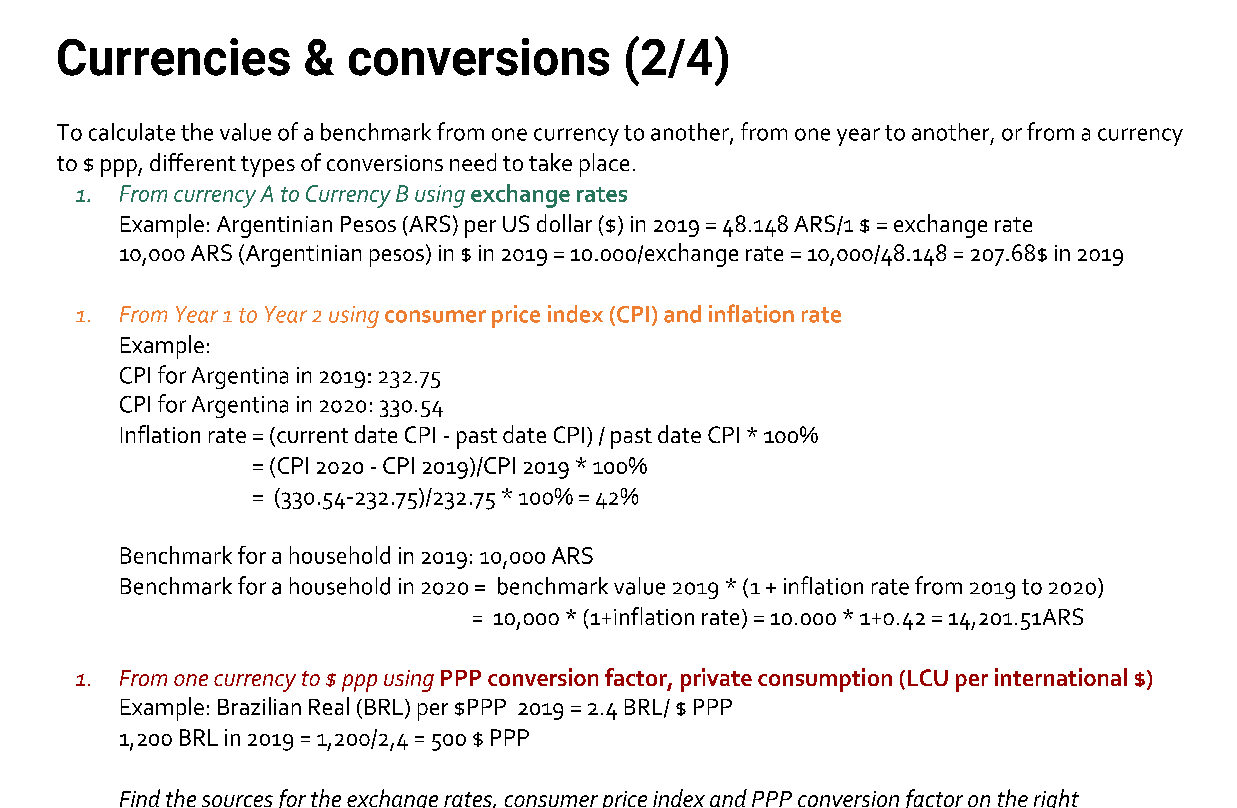 Currencies & conversions (2/4)
To calculate the value of a benchmark from one currency to another, from one year to another, or from a currency
to $ ppp, different types of conversions need to take place.
1. From currency A to Currency B using exchange rates
Example: Argentinian Pesos (ARS) per US dollar ($) in 2019 = 48.148 ARS/1 $ = exchange rate
10,000 ARS (Argentinian pesos) in $ in 2019 = 10.000/exchange rate = 10,000/48.148 = 207.68$ in 2019
1. From Year 1 to Year 2 using consumer price index (CPI) and inflation rate
Example:
CPI for Argentina in 2019: 232.75
CPI for Argentina in 2020: 330.54
Inflation rate = (current date CPI - past date CPI) / past date CPI * 100%
= (CPI 2020 - CPI 2019)/CPI 2019 * 100%
= (330.54-232.75)/232.75 * 100% = 42%
Benchmark for a household in 2019: 10,000 ARS
Benchmark for a household in 2020 = benchmark value 2019 * (1 + inflation rate from 2019 to 2020)
= 10,000 * (1+inflation rate) = 10.000 * 1+0.42 = 14,201.51ARS
1. From one currency to $ ppp using PPP conversion factor, private consumption (LCU per international $)
Example: Brazilian Real (BRL) per $PPP 2019 = 2.4 BRL/ $ PPP
1,200 BRL in 2019 = 1,200/2,4 = 500 $ PPP
Find the sources for the exchange rates, consumer price index and PPP conversion factor on the right